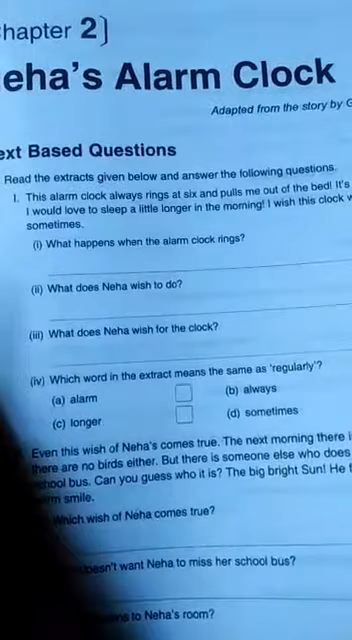 hapter 2]
eha's Alarm Clock
Adapted from the story by G
ext Based Questions
Read the extracts given below and answer the following questions.
I. This alarm clock always rings at six and pulls me out of the bed! It's
I would love to sleep a little longer in the morning! I wish this clock w
sometimes.
(i) What happens when the alarm clock rings?
(ii) What does Neha wish to do?
(iii) What does Neha wish for the clock?
(iv) Which word in the extract means the same as 'regularly'?
(a) alarm (b) always
(c) longer (d) sometimes
Even this wish of Neha's comes true. The next morning there i
there are no birds either. But there is someone else who does
hool bus. Can you guess who it is? The big bright Sun! He
smile.
Which wish of Neha comes true?
doesn't want Neha to miss her school bus?
to Neha's room?